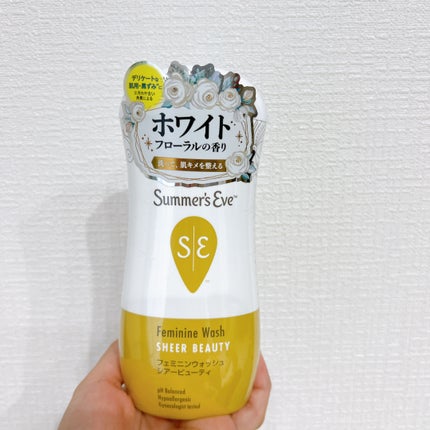 デリケートな
肌用・黒ずみ*に
ホワイト
フローラルの香り
洗って、肌キメを整える
Summer's Eve™
S|E
Feminine Wash
SHEER BEAUTY
フェミニンウォッシュ
シアービューティ
pH Balanced
Hypoallergenic
Gynecologist tested